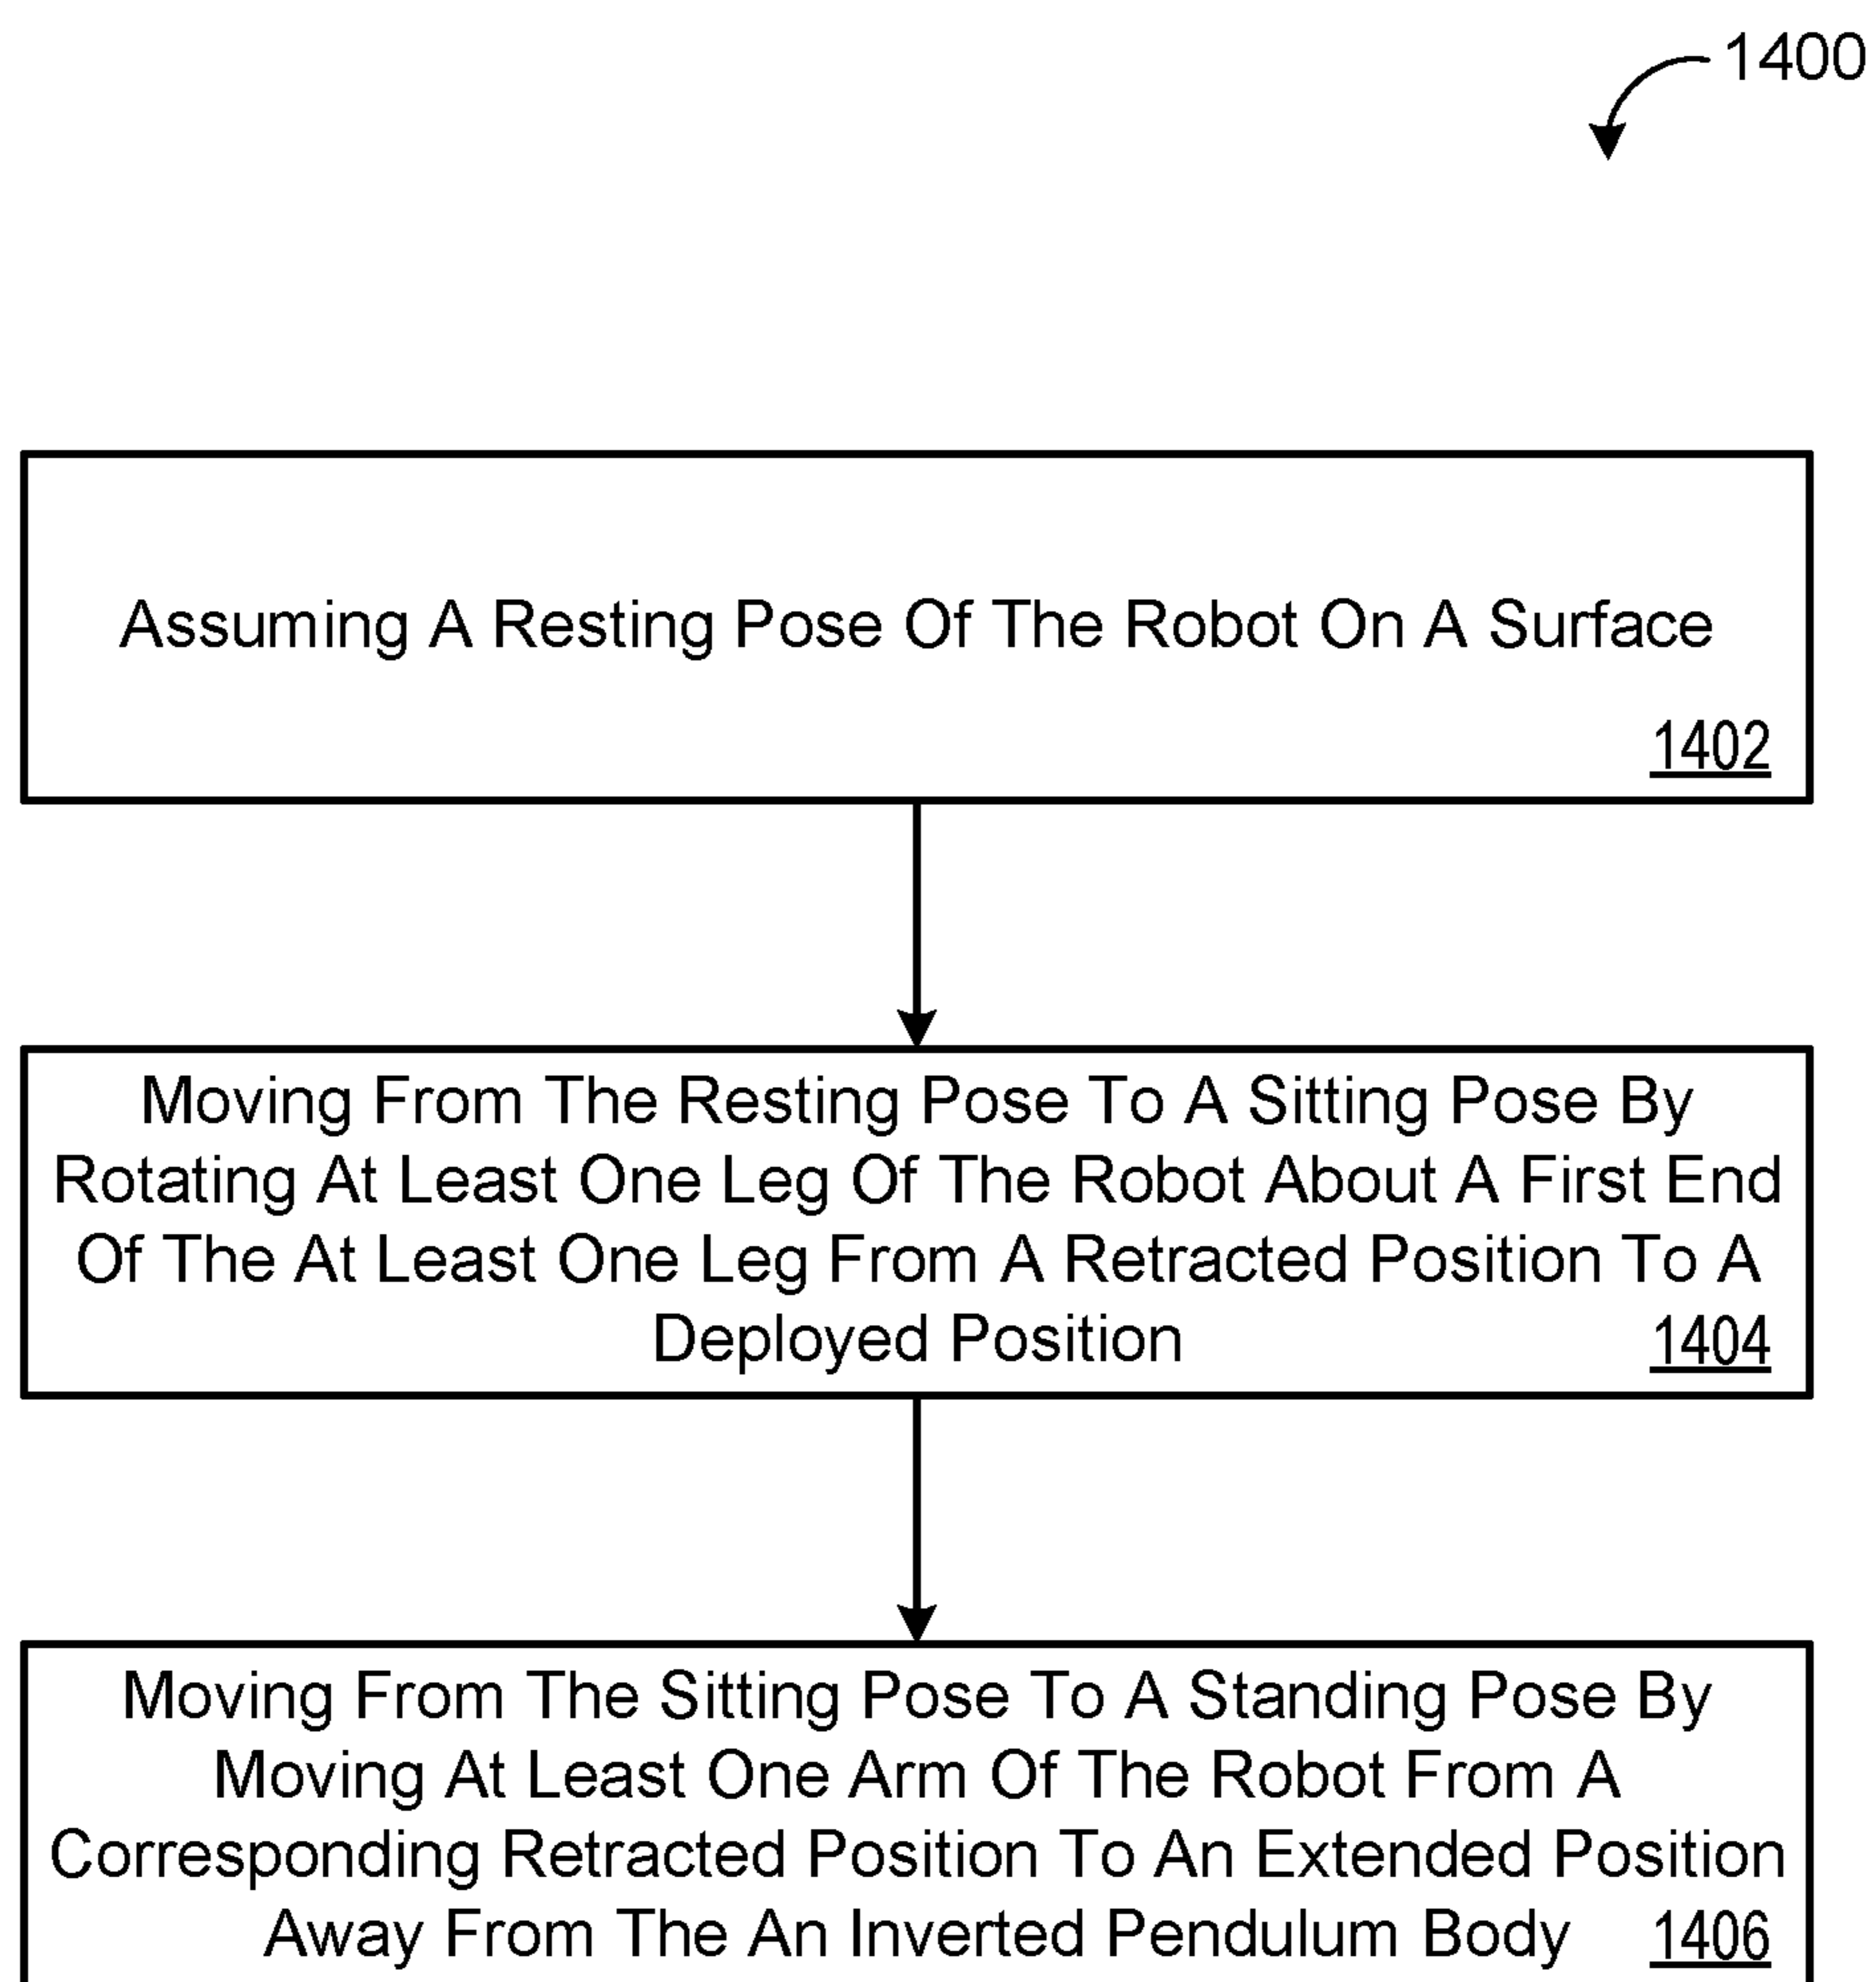 1400
Assuming A Resting Pose Of The Robot On A Surface
1402
Moving From The Resting Pose To A Sitting Pose By
Rotating At Least One Leg Of The Robot About A First End
Of The At Least One Leg From A Retracted Position To A
Deployed Position
1404
Moving From The Sitting Pose To A Standing Pose By
Moving At Least One Arm Of The Robot From A
Corresponding Retracted Position To An Extended Position
Away From The An Inverted Pendulum Body
1406